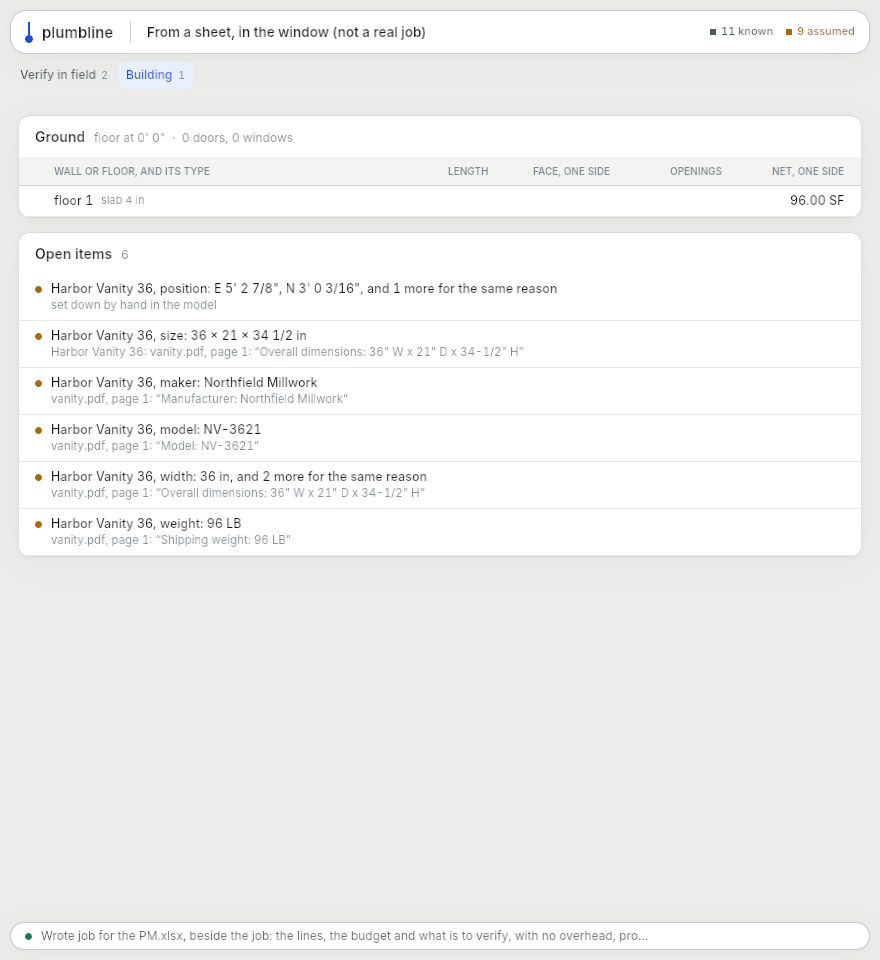 plumbline From a sheet, in the window (not a real job) 11 known 9 assumed
Verify in field 2 Building 1
Ground floor at 0' 0" · 0 doors, 0 windows
WALL OR FLOOR, AND ITS TYPE LENGTH FACE, ONE SIDE OPENINGS NET, ONE SIDE
floor 1 slab 4 in 96.00 SF
Open items 6
Harbor Vanity 36, position: E 5' 2 7/8", N 3' 0 3/16", and 1 more for the same reason
set down by hand in the model
Harbor Vanity 36, size: 36 × 21 × 34 1/2 in
Harbor Vanity 36: vanity.pdf, page 1: “Overall dimensions: 36" W x 21" D x 34-1/2" H”
Harbor Vanity 36, maker: Northfield Millwork
vanity.pdf, page 1: “Manufacturer: Northfield Millwork”
Harbor Vanity 36, model: NV-3621
vanity.pdf, page 1: “Model: NV-3621”
Harbor Vanity 36, width: 36 in, and 2 more for the same reason
vanity.pdf, page 1: “Overall dimensions: 36" W x 21" D x 34-1/2" H”
Harbor Vanity 36, weight: 96 LB
vanity.pdf, page 1: “Shipping weight: 96 LB”
Wrote job for the PM.xlsx, beside the job: the lines, the budget and what is to verify, with no overhead, pro…